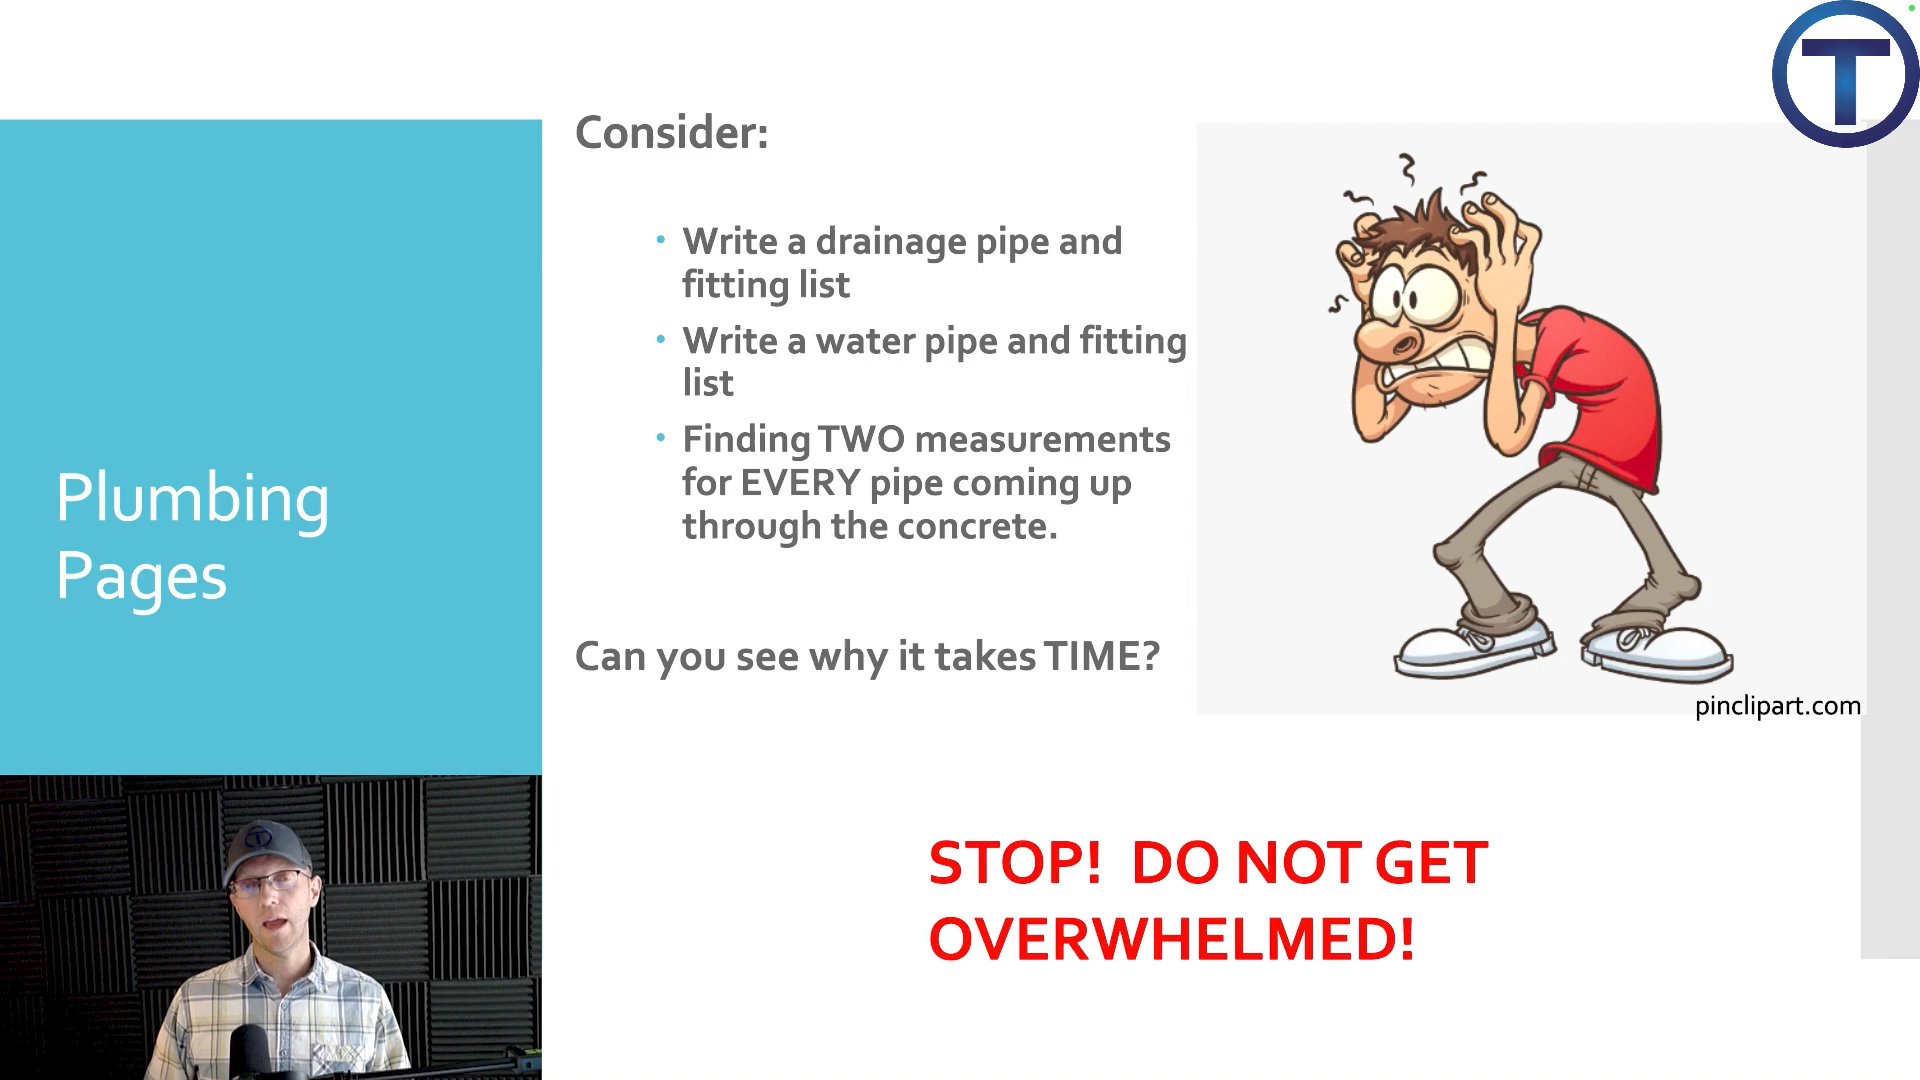 T
Consider:
• Write a drainage pipe and
fitting list
• Write a water pipe and fitting
list
• Finding TWO measurements
for EVERY pipe coming up
through the concrete.
Plumbing
Pages
Can you see why it takes TIME?
pinclipart.com
STOP! DO NOT GET
OVERWHELMED!
T